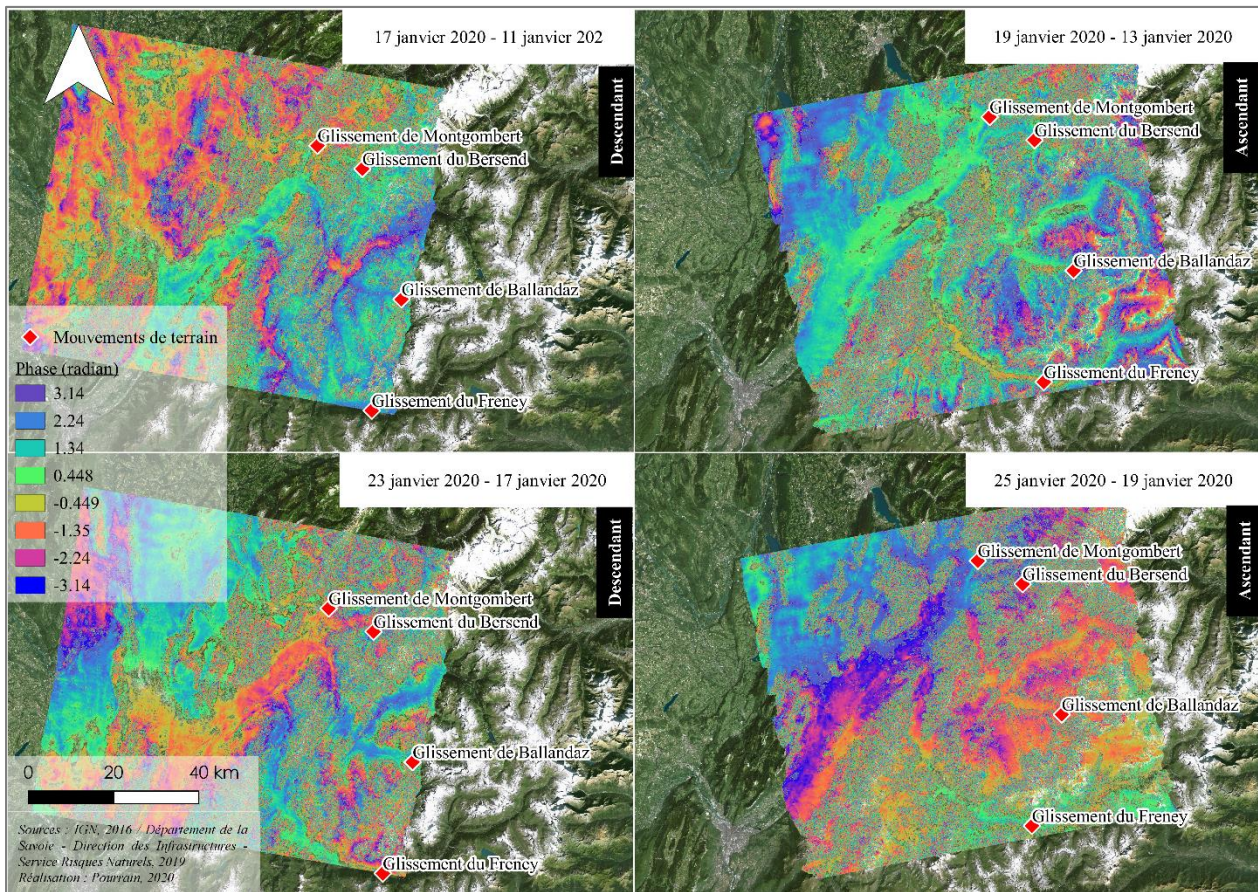 17 janvier 2020 - 11 janvier 202
Descendant
Glissement de Montgombert
Glissement du Bersend
Glissement de Ballandaz
Glissement du Freney
Mouvements de terrain
Phase (radian)
3.14
2.24
1.34
0.448
-0.449
-1.35
-2.24
-3.14
19 janvier 2020 - 13 janvier 2020
Ascendant
Glissement de Montgombert
Glissement du Bersend
Glissement de Ballandaz
Glissement du Freney
23 janvier 2020 - 17 janvier 2020
Descendant
Glissement de Montgombert
Glissement du Bersend
Glissement de Ballandaz
Glissement du Freney
0 20 40 km
Sources : IGN, 2016 / Département de la
Savoie - Direction des Infrastructures -
Service Risques Naturels, 2019
Réalisation : Pourrain, 2020
25 janvier 2020 - 19 janvier 2020
Ascendant
Glissement de Montgombert
Glissement du Bersend
Glissement de Ballandaz
Glissement du Freney